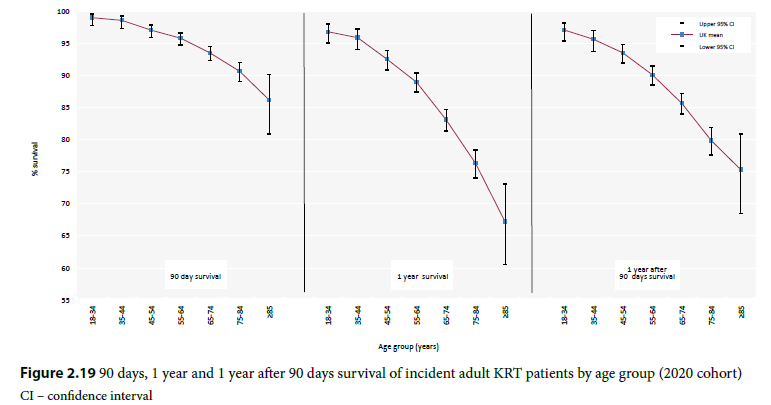 100
95
90
85
80
75
70
65
60
55
% survival
Upper 95% CI
UK mean
Lower 95% CI
90 day survival
1 year survival
1 year after
90 days survival
18-34
35-44
45-54
55-64
65-74
75-84
≥85
18-34
35-44
45-54
55-64
65-74
75-84
≥85
18-34
35-44
45-54
55-64
65-74
75-84
≥85
Age group (years)
Figure 2.19 90 days, 1 year and 1 year after 90 days survival of incident adult KRT patients by age group (2020 cohort)
CI – confidence interval